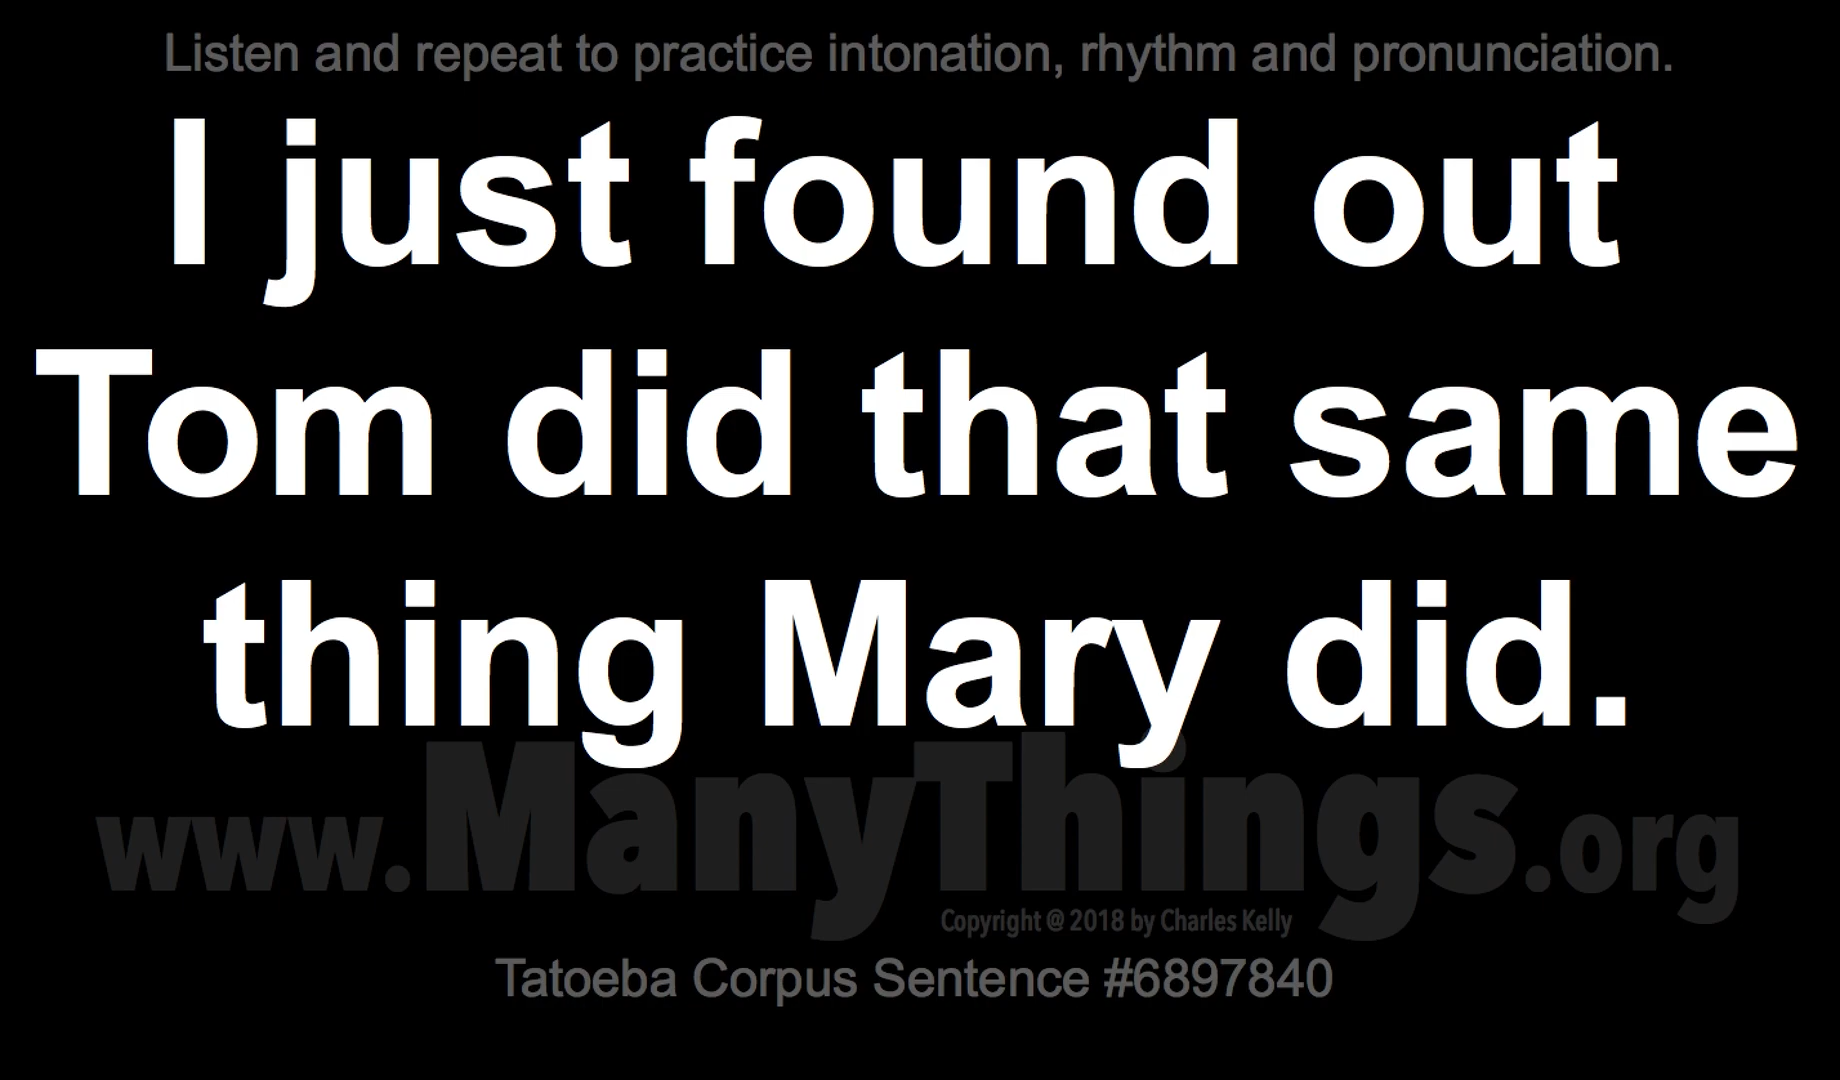 Listen and repeat to practice intonation, rhythm and pronunciation.
I just found out
Tom did that same
thing Mary did.
www.ManyThings.org
Copyright @ 2018 by Charles Kelly
Tatoeba Corpus Sentence #6897840